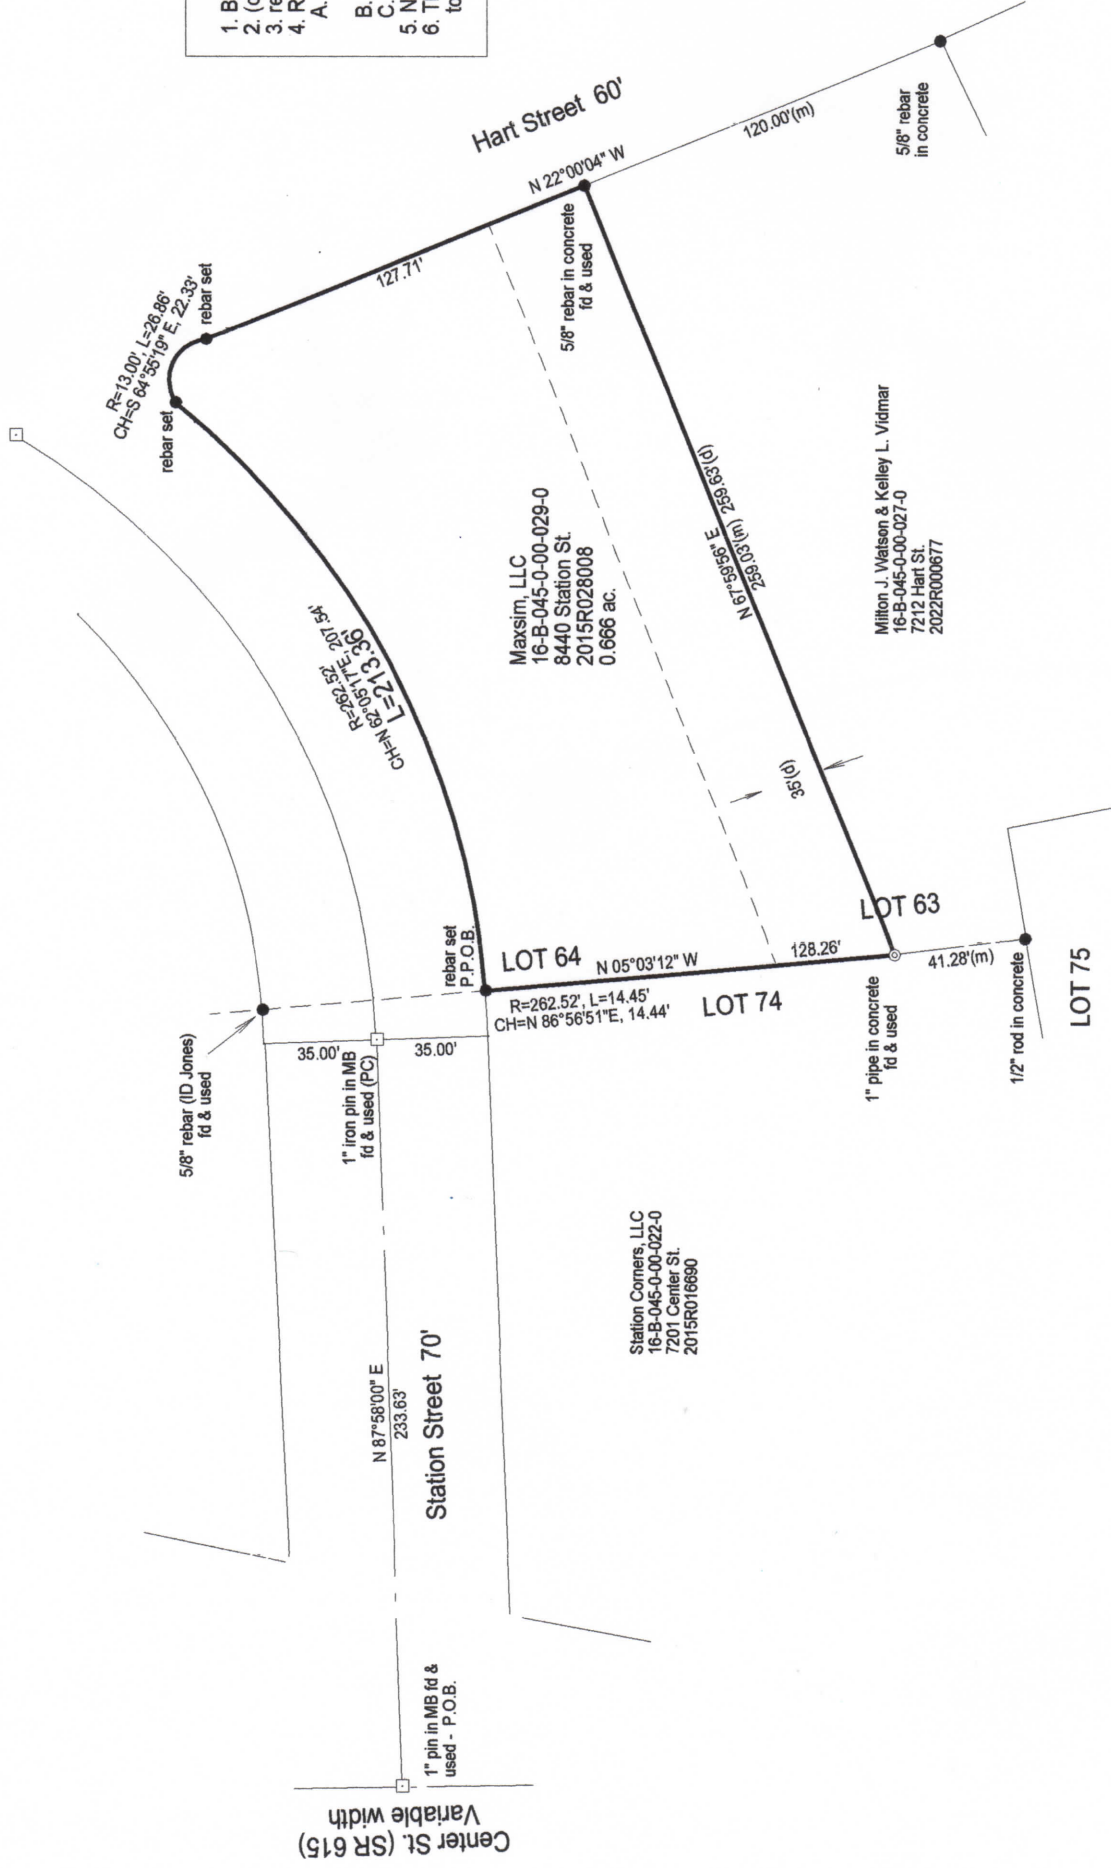 1. B
2. (c
3. re
4. R
A.
B.
C.
5. N
6. Tl
to
Hart Street 60'
N 22°00'04" W
120.00'(m)
5/8" rebar
in concrete
127.71'
R=13.00', L=26.86'
CH=S 64°55'19" E, 22.33'
rebar set
rebar set
5/8" rebar in concrete
fd & used
R=262.52'
CH=N 62°05'17"E, 207.54'
L=213.36'
Maxsim, LLC
16-B-045-0-00-029-0
8440 Station St.
2015R028008
0.666 ac.
N 67°59'56" E
259.03'(m) 259.63'(d)
Milton J. Watson & Kelley L. Vidmar
16-B-045-0-00-027-0
7212 Hart St.
2022R000677
35'(d)
rebar set
P.P.O.B.
LOT 64
N 05°03'12" W
128.26'
LOT 63
41.28'(m)
R=262.52', L=14.45'
CH=N 86°56'51"E, 14.44'
LOT 74
1" pipe in concrete
fd & used
1/2" rod in concrete
LOT 75
5/8" rebar (ID Jones)
fd & used
35.00'
35.00'
1" iron pin in MB
fd & used (PC)
Station Corners, LLC
16-B-045-0-00-022-0
7201 Center St.
2015R016690
N 87°58'00" E
233.63'
Station Street 70'
1" pin in MB fd &
used - P.O.B.
Center St. (SR 615)
Variable width